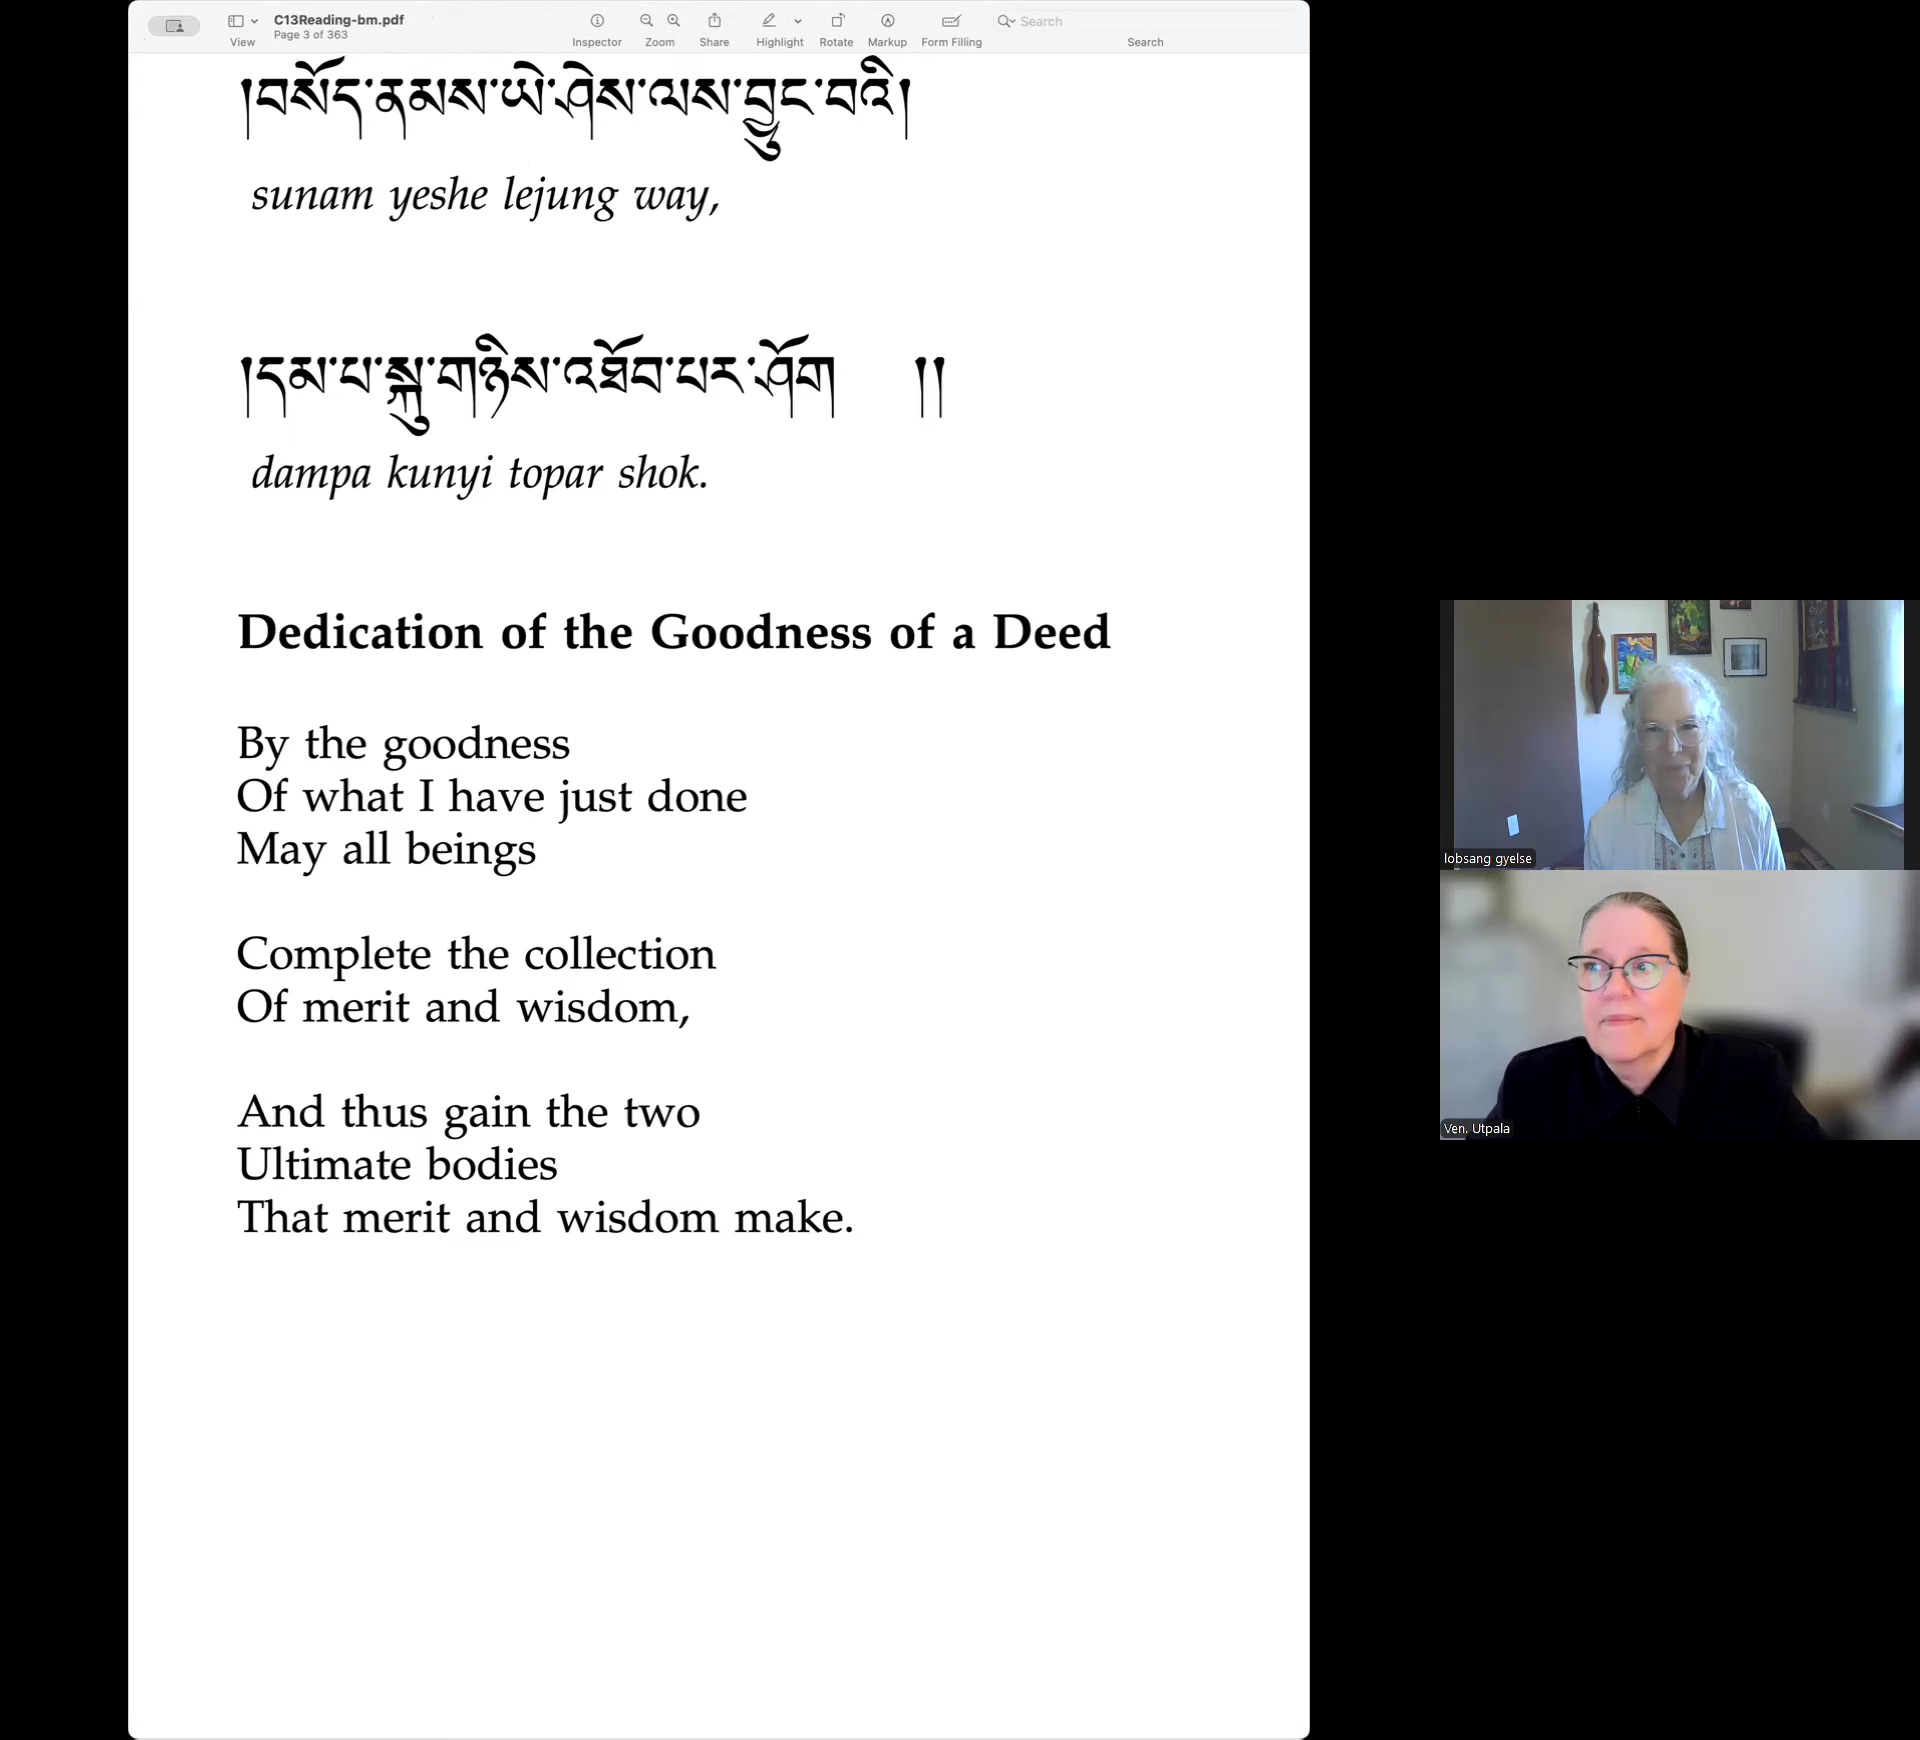 C13Reading-bm.pdf
Page 3 of 363
View
Inspector
Zoom
Share
Highlight
Rotate
Markup
Form Filling
Search
Search
།བསོད་ནམས་ཡེ་ཤེས་ལས་བྱུང་བའི།
sunam yeshe lejung way,
།དམ་པ་སྐུ་གཉིས་འཐོབ་པར་ཤོག །།
dampa kunyi topar shok.
Dedication of the Goodness of a Deed
By the goodness
Of what I have just done
May all beings
Complete the collection
Of merit and wisdom,
And thus gain the two
Ultimate bodies
That merit and wisdom make.
lobsang gyelse
Ven. Utpala